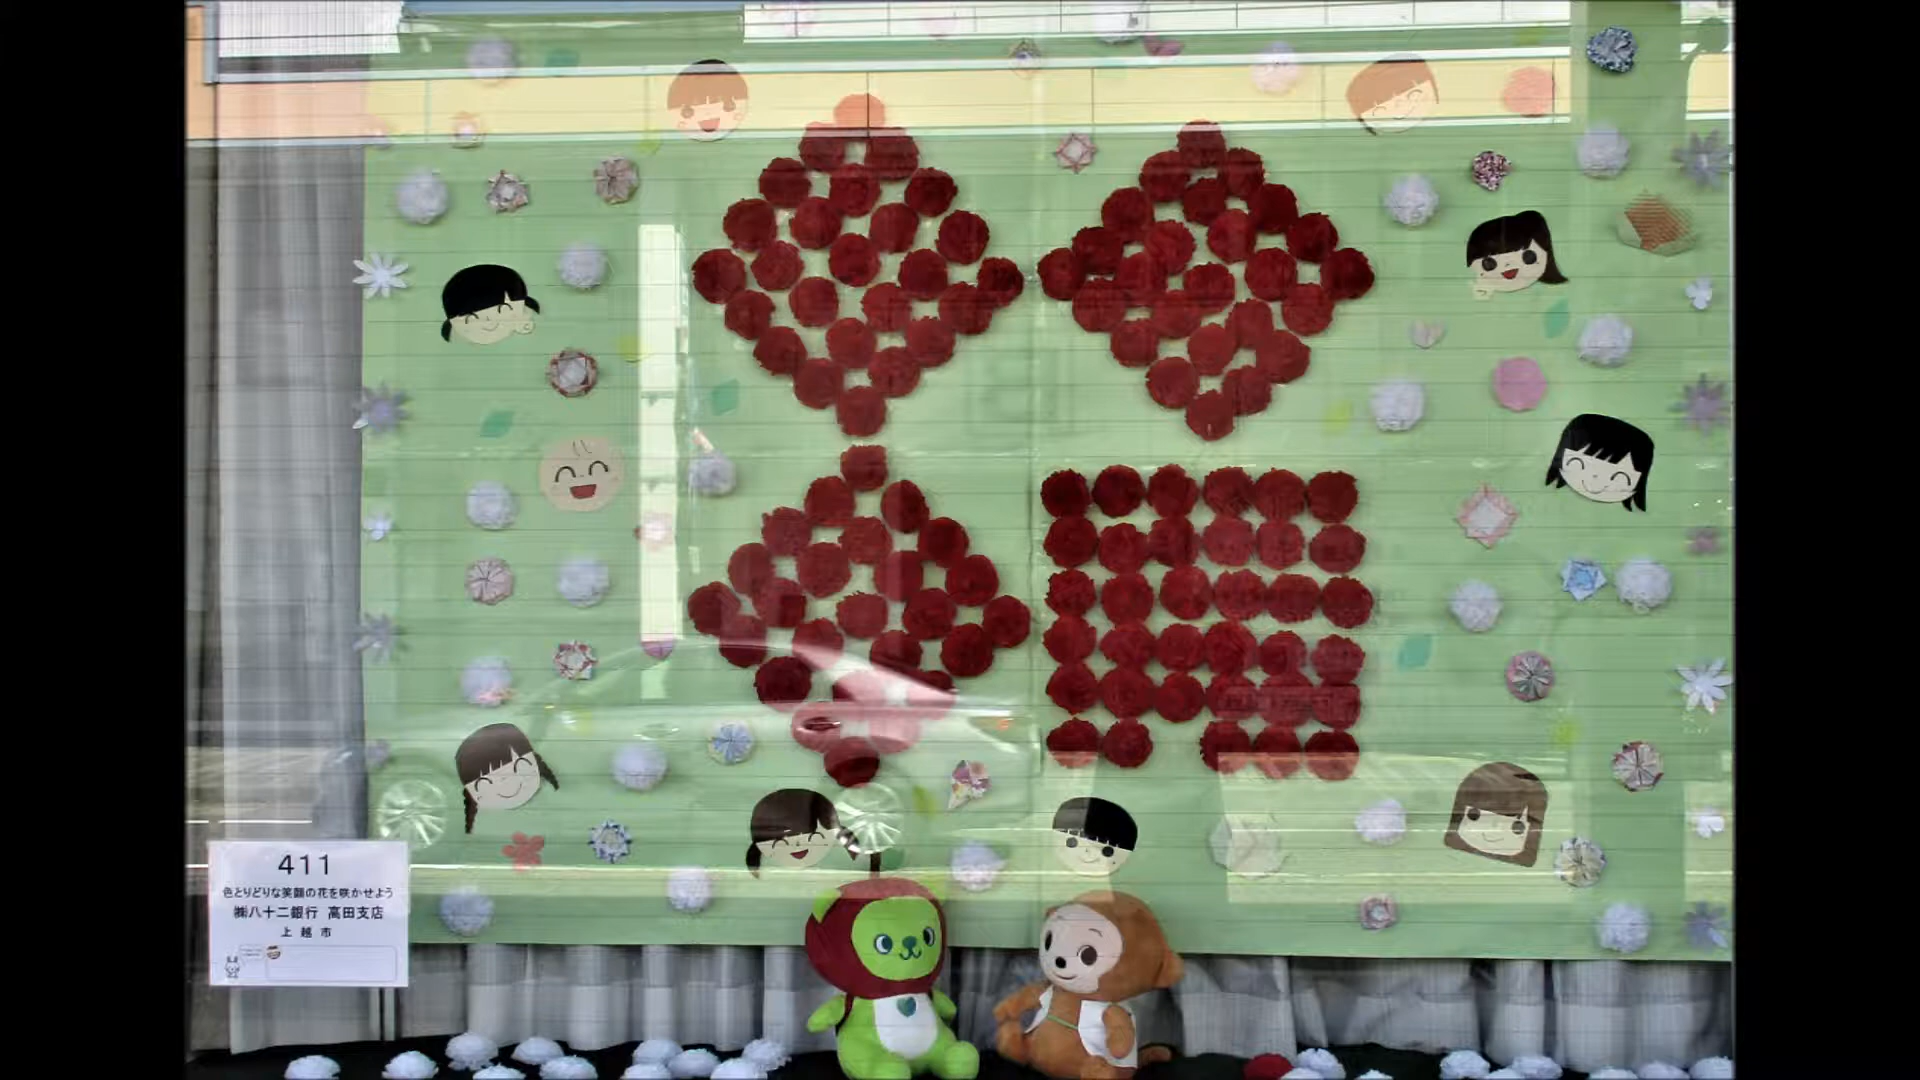 411
色とりどりな笑顔の花を咲かせよう
㈱八十二銀行 高田支店
上越市